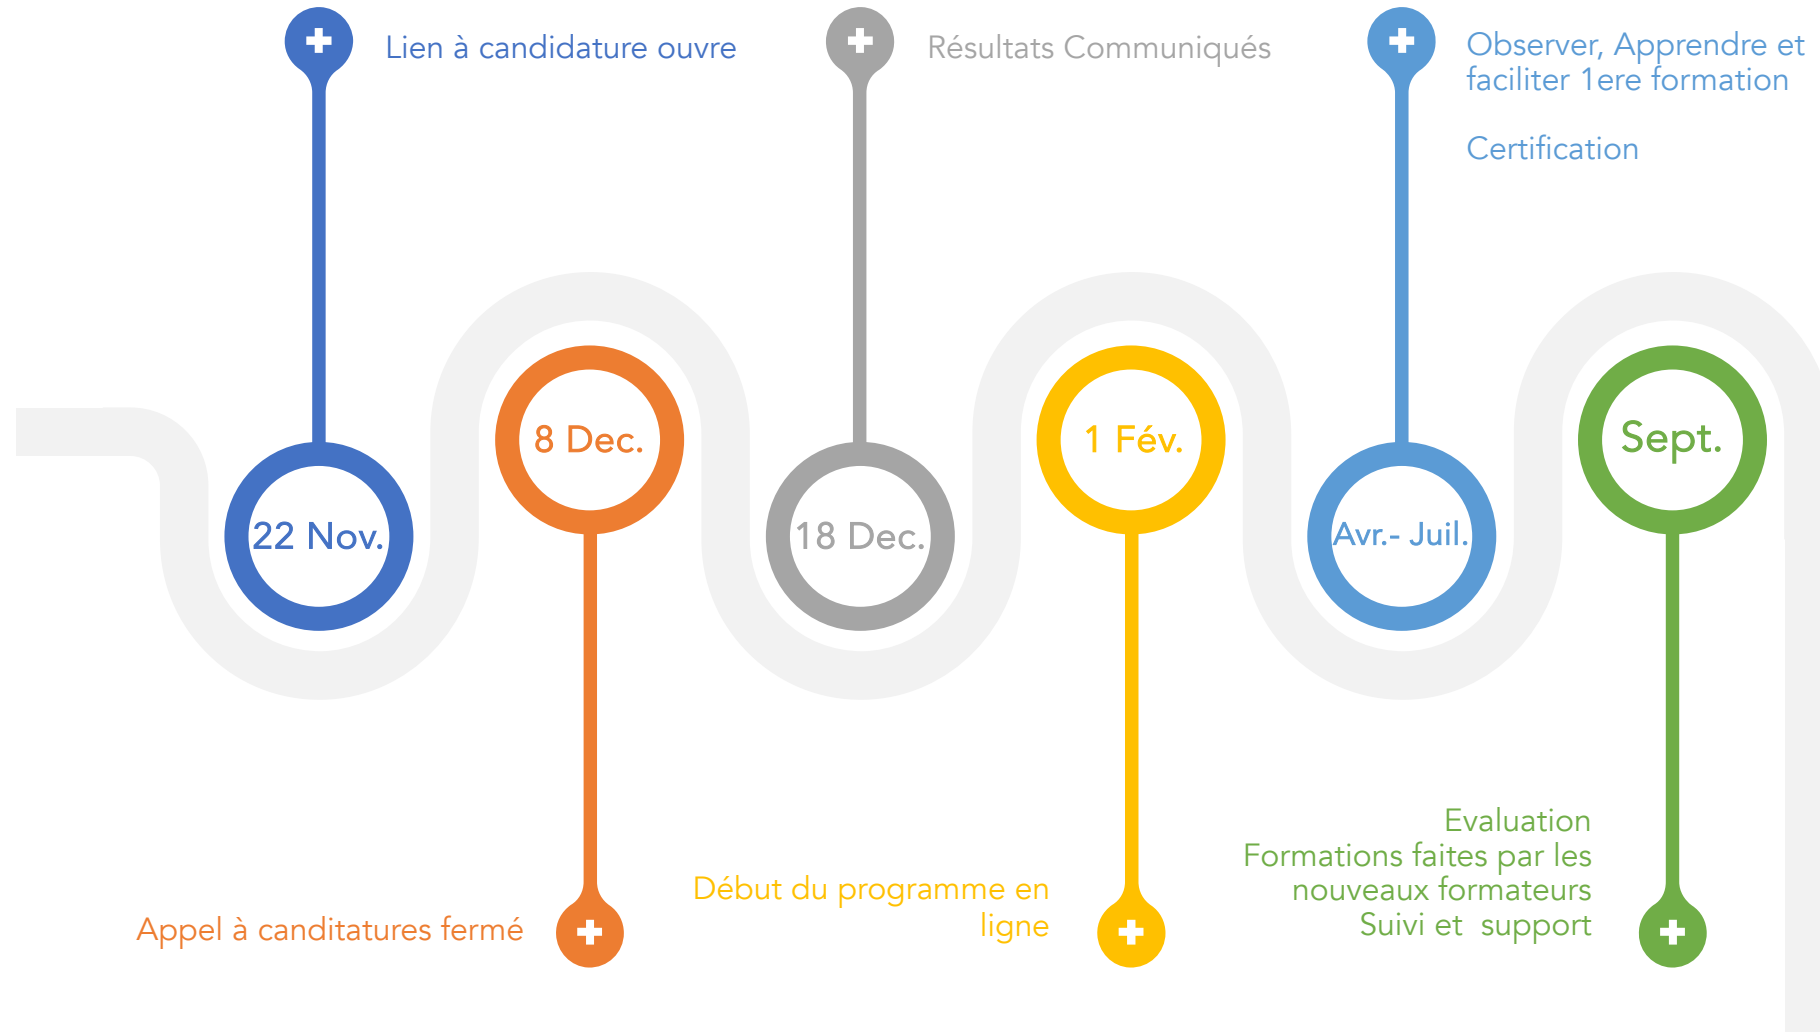 Lien à candidature ouvre
Résultats Communiqués
Observer, Apprendre et
faciliter 1ere formation
Certification
22 Nov.
8 Dec.
18 Dec.
1 Fév.
Avr.- Juil.
Sept.
Appel à canditatures fermé
Début du programme en
ligne
Evaluation
Formations faites par les
nouveaux formateurs
Suivi et  support